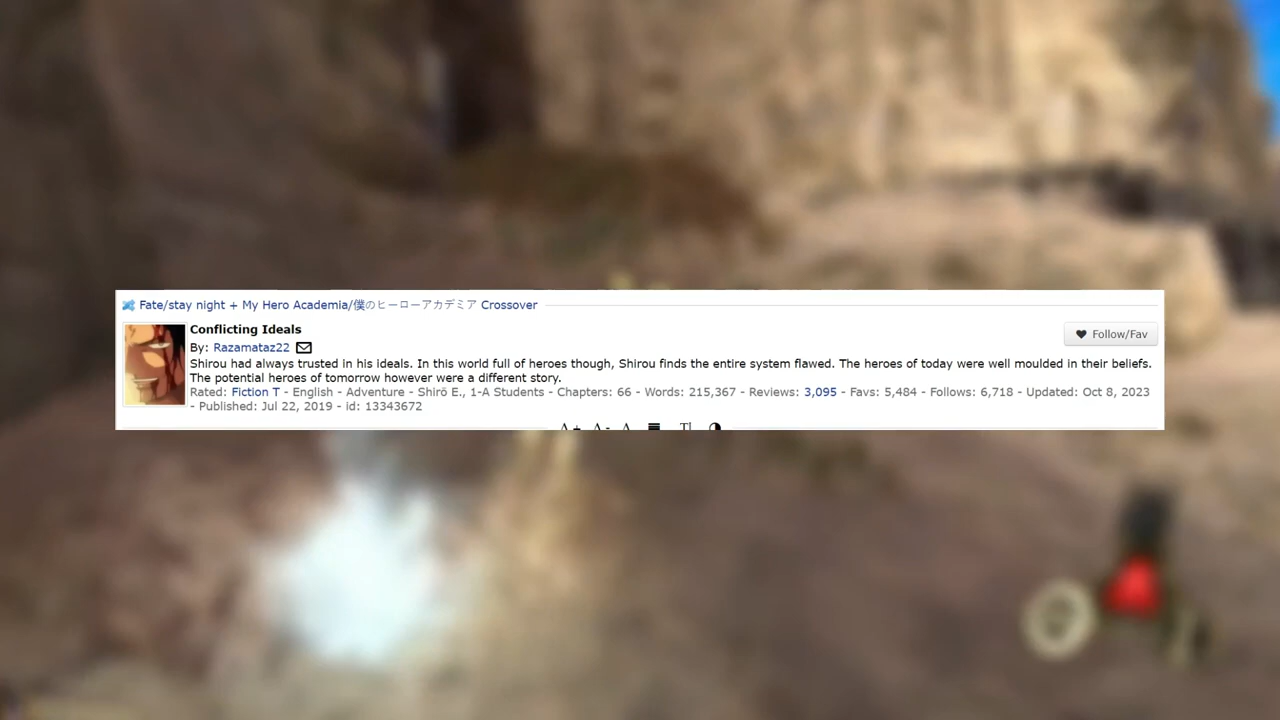 Fate/stay night + My Hero Academia/僕のヒーローアカデミア Crossover
Conflicting Ideals
Follow/Fav
By: Razamataz22
Shirou had always trusted in his ideals. In this world full of heroes though, Shirou finds the entire system flawed. The heroes of today were well moulded in their beliefs.
The potential heroes of tomorrow however were a different story.
Rated: Fiction T - English - Adventure - Shirō E., 1-A Students - Chapters: 66 - Words: 215,367 - Reviews: 3,095 - Favs: 5,484 - Follows: 6,718 - Updated: Oct 8, 2023
- Published: Jul 22, 2019 - id: 13343672